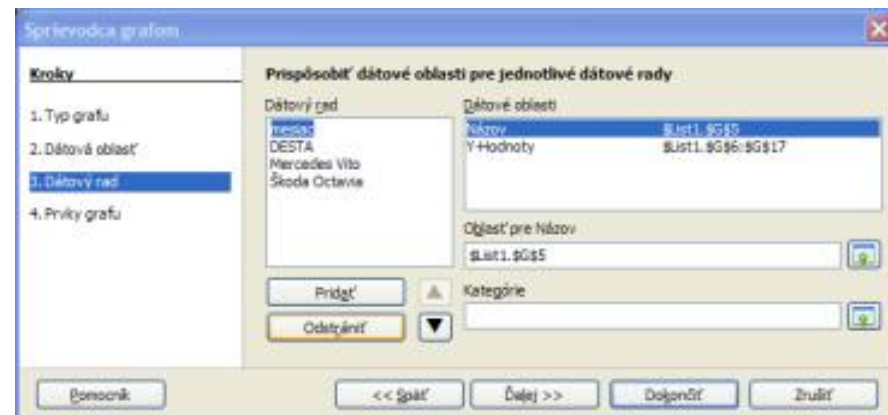 Sprievodca grafom
Kroky
1. Typ grafu
2. Dátová oblasť
3. Dátový rad
4. Prvky grafu
Prispôsobiť dátové oblasti pre jednotlivé dátové rady
Dátový rad
mesiac
DESTA
Mercedes Vito
Škoda Octavia
Pridať
Odstrániť
Dátové oblasti
Názov $List1.$G$5
Y-Hodnoty $List1.$G$6:$G$17
Oblasť pre Názov
$List1.$G$5
Kategórie
Pomocník
<< Späť
Ďalej >>
Dokončiť
Zrušiť